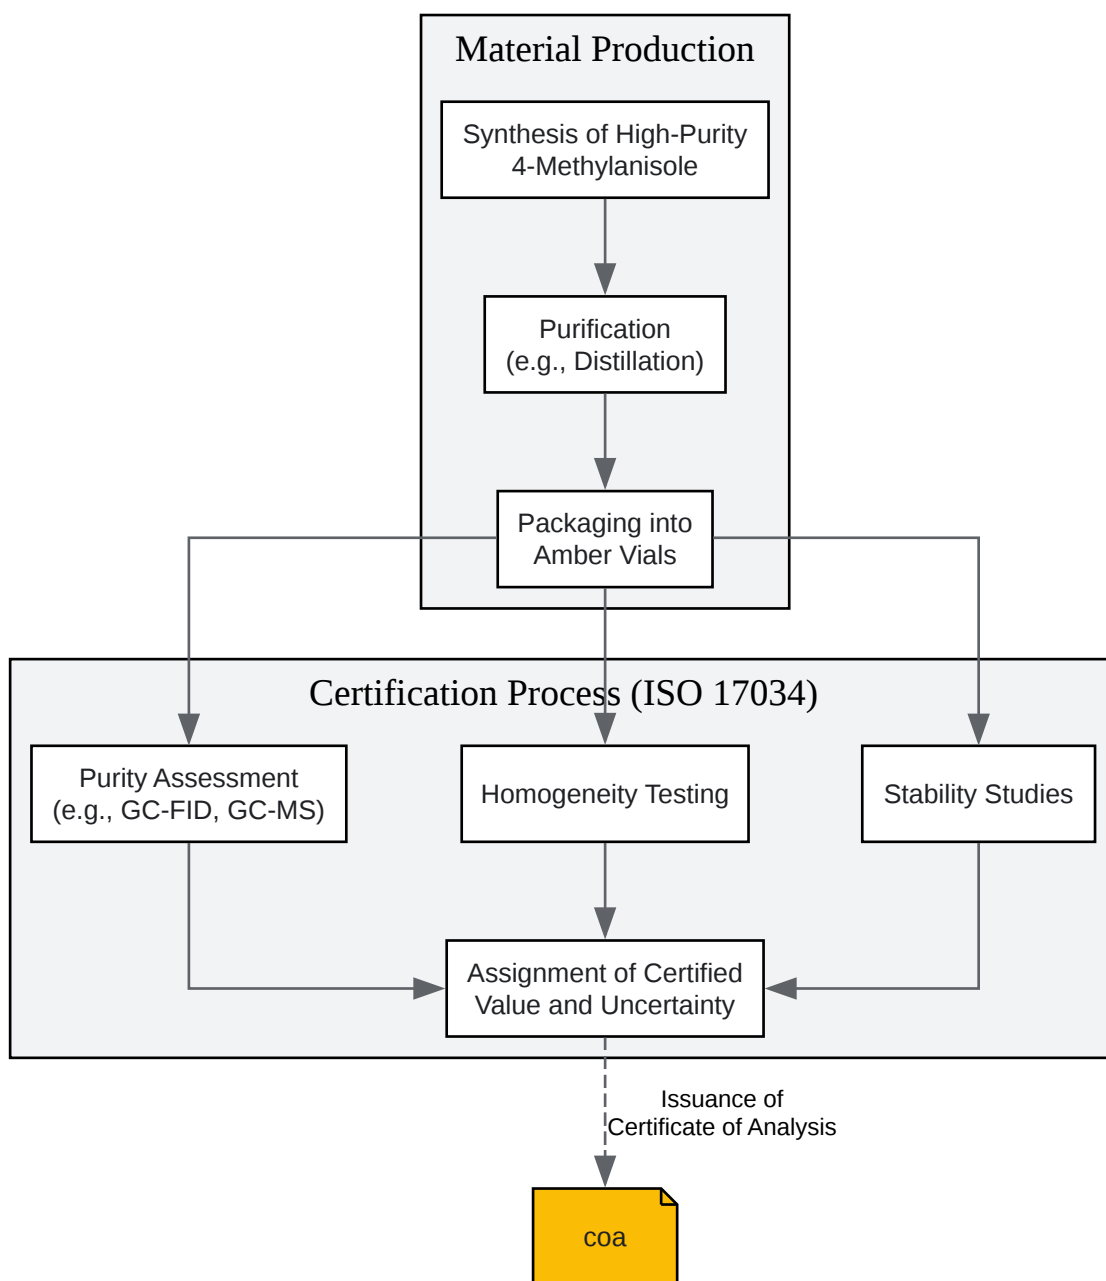 Material Production
Synthesis of High-Purity
4-Methylanisole
Purification
(e.g., Distillation)
Packaging into
Amber Vials
Certification Process (ISO 17034)
Purity Assessment
(e.g., GC-FID, GC-MS)
Homogeneity Testing
Stability Studies
Assignment of Certified
Value and Uncertainty
Issuance of
Certificate of Analysis
coa